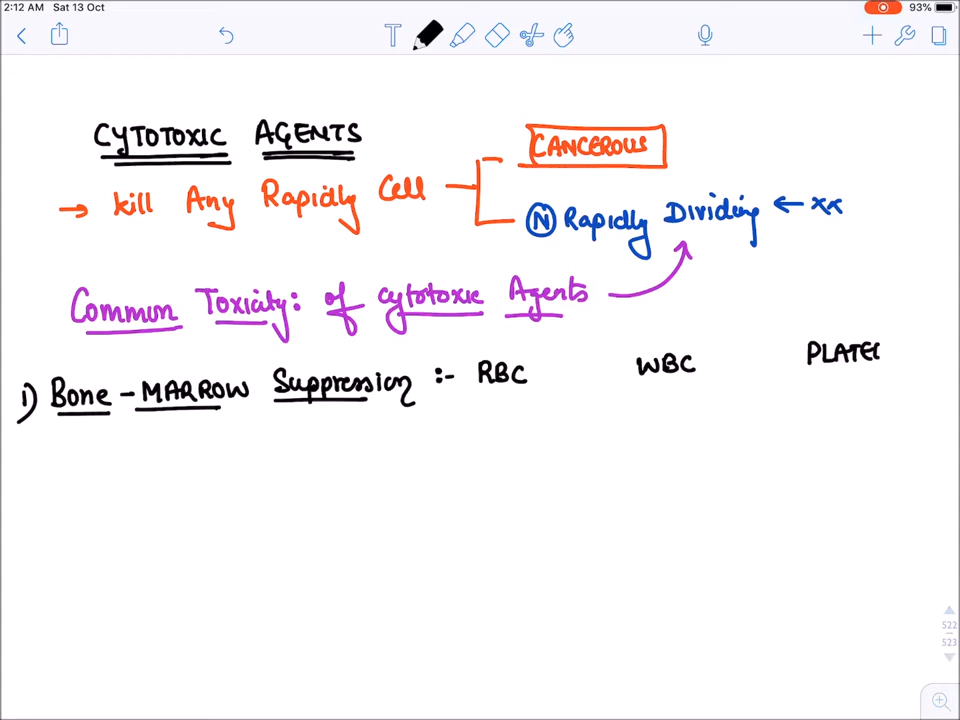 2:12 AM Sat 13 Oct 93%
CYTOTOXIC AGENTS
CANCEROUS
→ kill Any Rapidly Cell
N Rapidly Dividing ← xx
Common Toxicity: of cytotoxic Agents
1) Bone - MARROW Suppression :- RBC WBC PLATEC
522
523